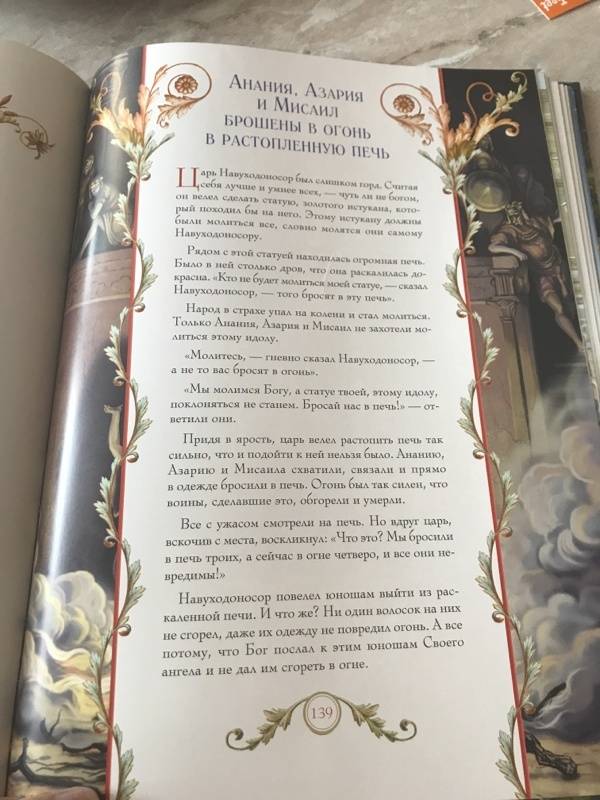 Анания, Азария
и Мисаил
брошены в огонь
в растопленную печь
Царь Навуходоносор был слишком горд. Считая
себя лучше и умнее всех, — чуть ли не богом,
он велел сделать статую, золотого истукана, кото-
рый походил бы на него. Этому истукану должны
были молиться все, словно молятся они самому
Навуходоносору.
Рядом с этой статуей находилась огромная печь.
Было в ней столько дров, что она раскалилась до-
красна. «Кто не будет молиться моей статуе, — сказал
Навуходоносор, — того бросят в эту печь».
Народ в страхе упал на колени и стал молиться.
Только Анания, Азария и Мисаил не захотели мо-
литься этому идолу.
«Молитесь, — гневно сказал Навуходоносор, —
а не то вас бросят в огонь».
«Мы молимся Богу, а статуе твоей, этому идолу,
поклоняться не станем. Бросай нас в печь!» — от-
ветили они.
Придя в ярость, царь велел растопить печь так
сильно, что и подойти к ней нельзя было. Ананию,
Азарию и Мисаила схватили, связали и прямо
в одежде бросили в печь. Огонь был так силен, что
воины, сделавшие это, обгорели и умерли.
Все с ужасом смотрели на печь. Но вдруг царь,
вскочив с места, воскликнул: «Что это? Мы бросили
в печь троих, а сейчас в огне четверо, и все они не-
вредимы!»
Навуходоносор повелел юношам выйти из рас-
каленной печи. И что же? Ни один волосок на них
не сгорел, даже их одежду не повредил огонь. А все
потому, что Бог послал к этим юношам Своего
ангела и не дал им сгореть в огне.
139